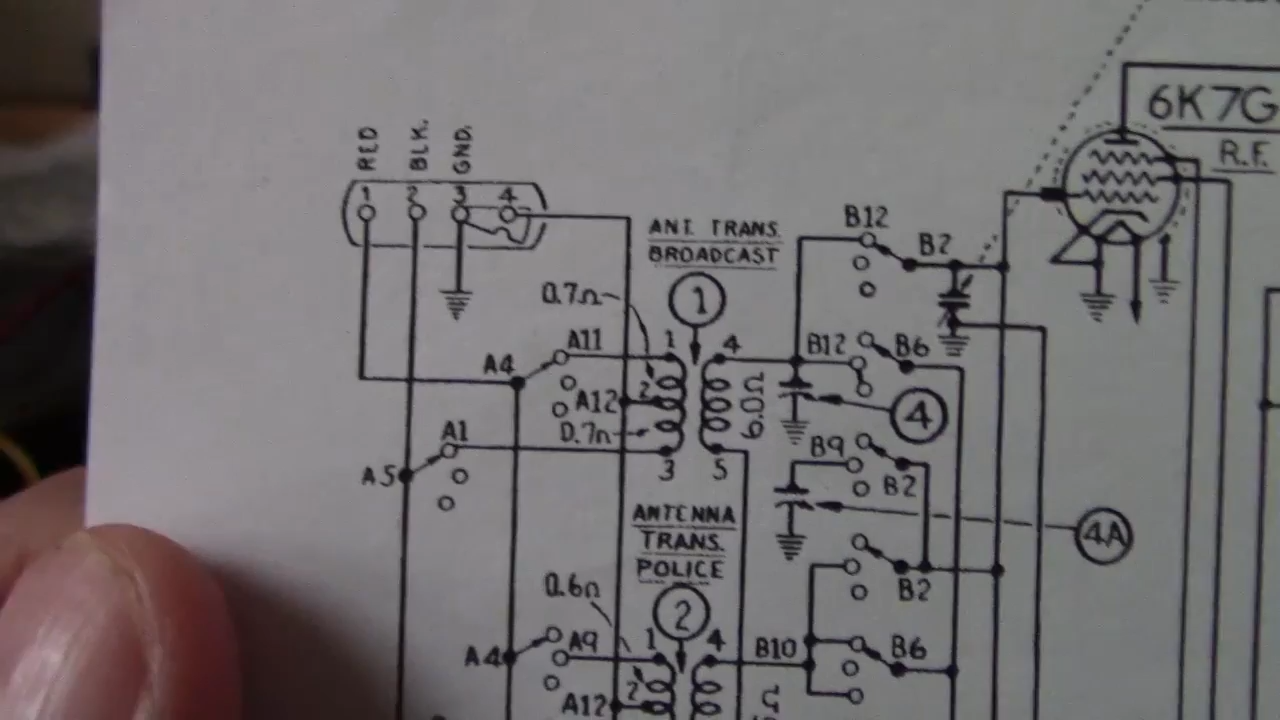 RED
BLK.
GND.
1 2 3 4
6K7G
R.F.
ANT. TRANS.
BROADCAST
1
B12
B2
0.7Ω
A11
1
4
B12
B6
A4
2
A12
6.0Ω
4
0.7Ω
A1
3
5
B9
B2
A5
ANTENNA
TRANS.
POLICE
4A
2
B2
0.6Ω
A9
1
4
B10
B6
A4
2
A12